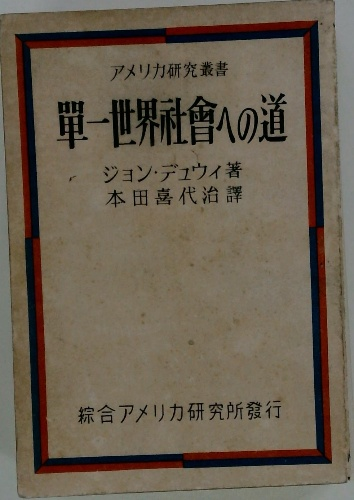 アメリカ研究叢書
單一世界社會への道
ジョン・デュウィ著
本田喜代治譯
綜合アメリカ研究所發行